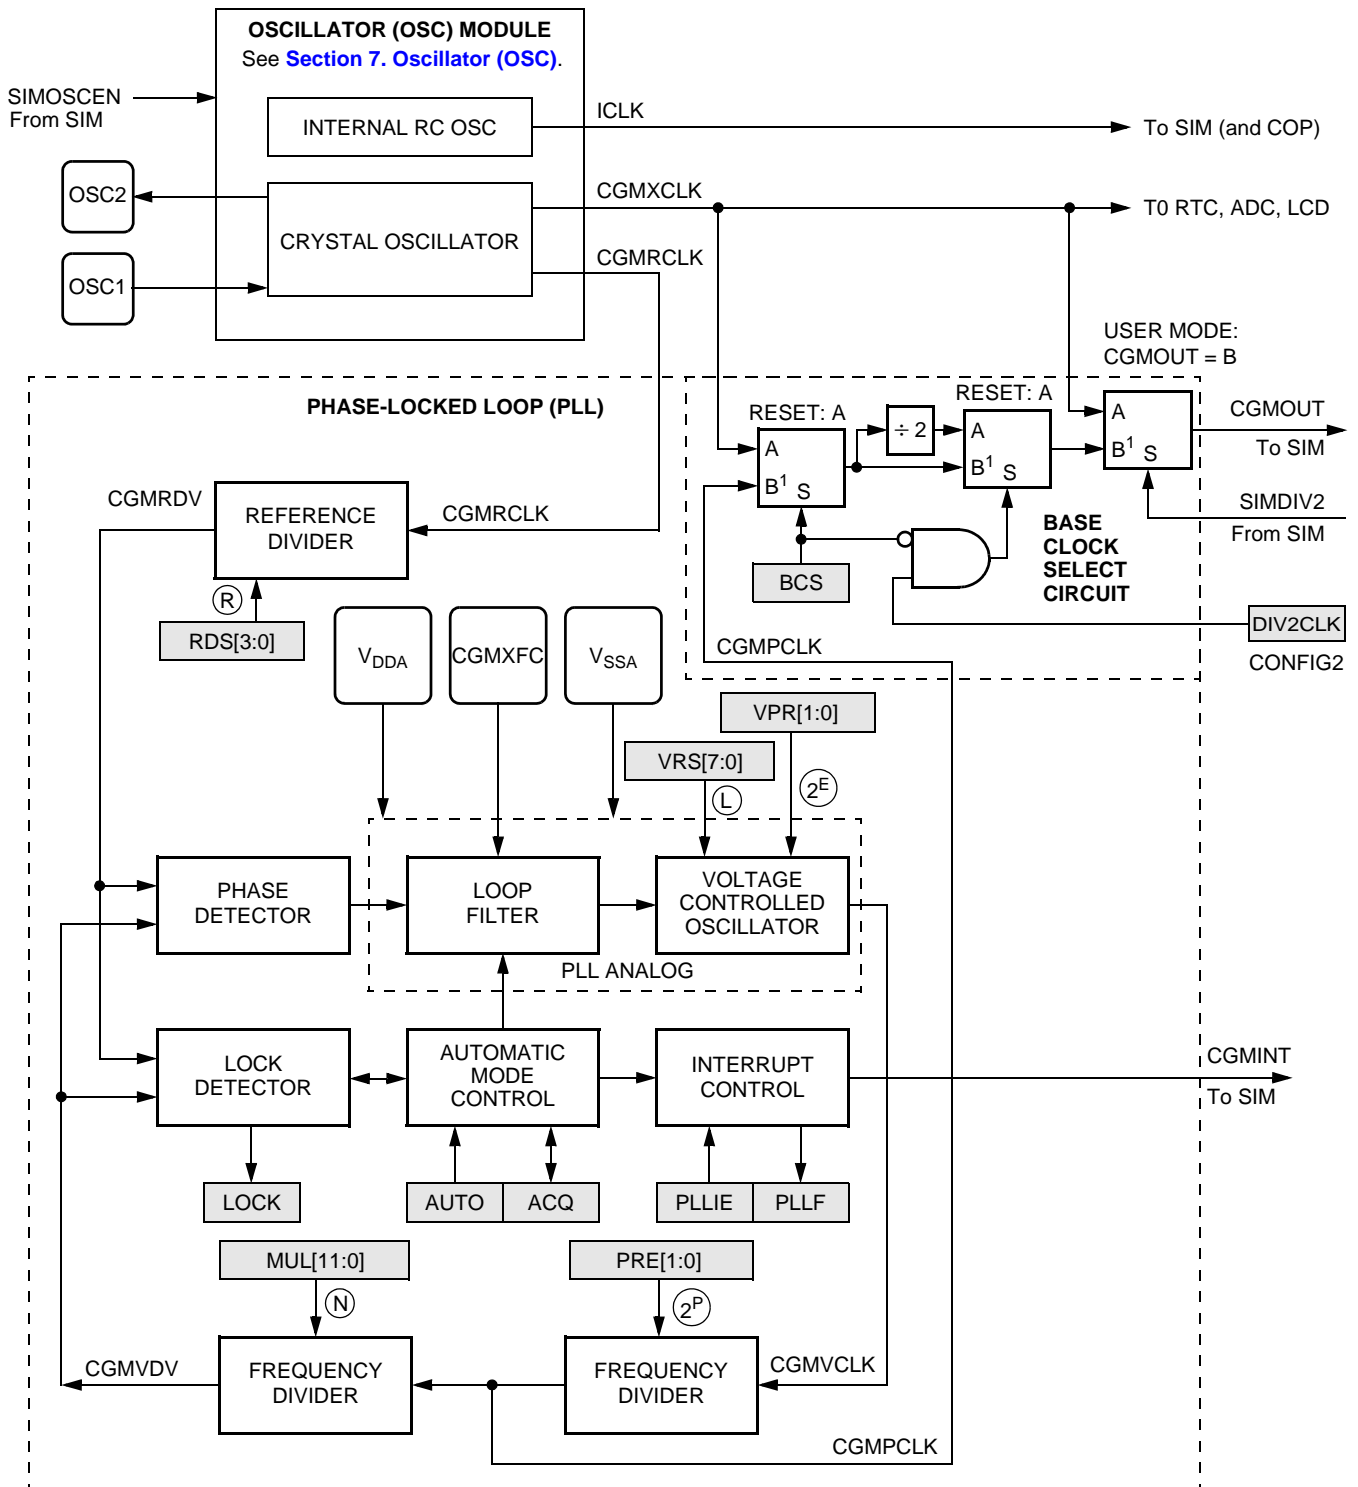 OSCILLATOR (OSC) MODULE
See Section 7. Oscillator (OSC).
SIMOSCEN
From SIM
INTERNAL RC OSC
ICLK
To SIM (and COP)
OSC2
CRYSTAL OSCILLATOR
CGMXCLK
T0 RTC, ADC, LCD
CGMRCLK
OSC1
USER MODE:
CGMOUT = B
PHASE-LOCKED LOOP (PLL)
RESET: A
A
B1 S
÷ 2
RESET: A
A
B1 S
A
B1 S
CGMOUT
To SIM
SIMDIV2
From SIM
CGMRDV
REFERENCE
DIVIDER
CGMRCLK
BCS
BASE
CLOCK
SELECT
CIRCUIT
R
RDS[3:0]
DIV2CLK
CONFIG2
VDDA
CGMXFC
VSSA
CGMPCLK
VPR[1:0]
VRS[7:0]
L
2E
PHASE
DETECTOR
LOOP
FILTER
VOLTAGE
CONTROLLED
OSCILLATOR
PLL ANALOG
LOCK
DETECTOR
AUTOMATIC
MODE
CONTROL
INTERRUPT
CONTROL
CGMINT
To SIM
LOCK
AUTO
ACQ
PLLIE
PLLF
MUL[11:0]
PRE[1:0]
N
2P
CGMVDV
FREQUENCY
DIVIDER
FREQUENCY
DIVIDER
CGMVCLK
CGMPCLK